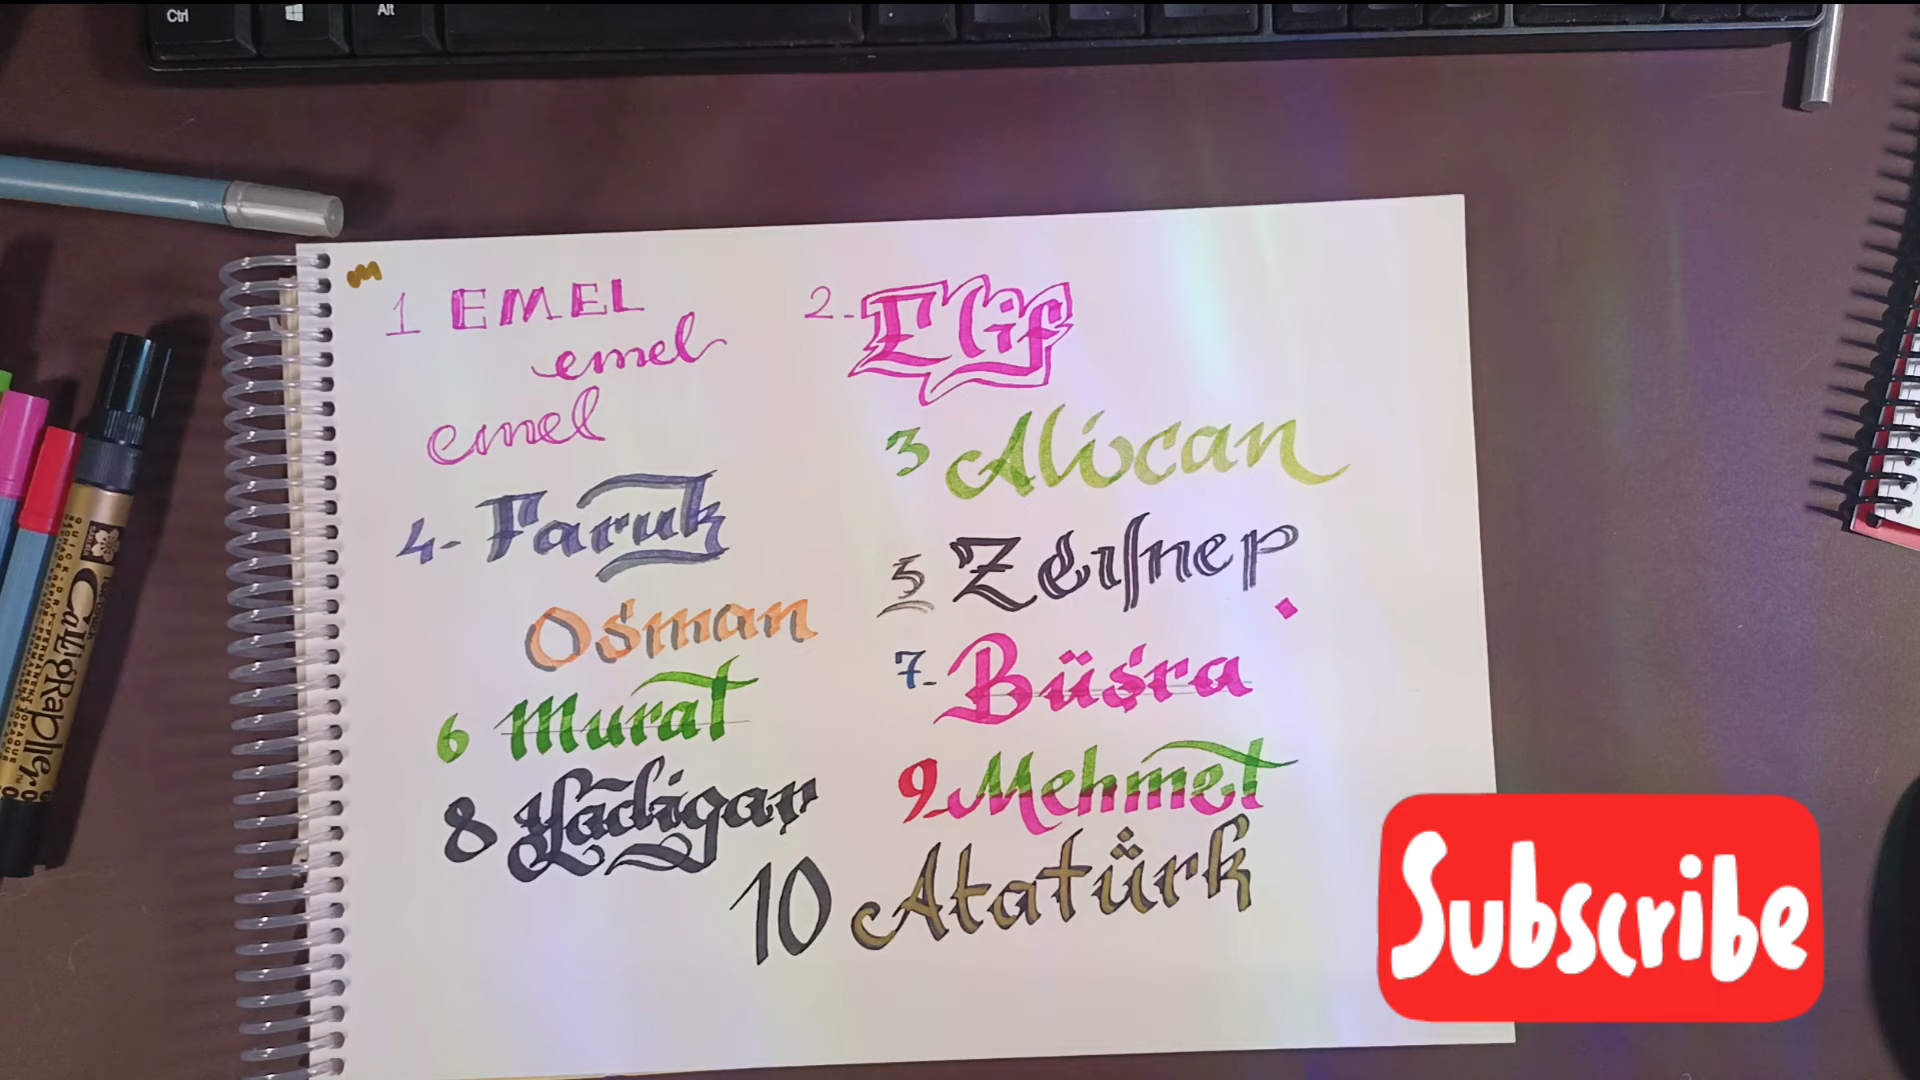 Ctrl
Alt
1 EMEL
emel
emel
2- Elif
3 Alican
4- Faruk
5 Zeynep
Osman
6 Murat
7- Büşra
8 Yadigar
9 Mehmet
10 Atatürk
CALLIGRAPHER
Subscribe